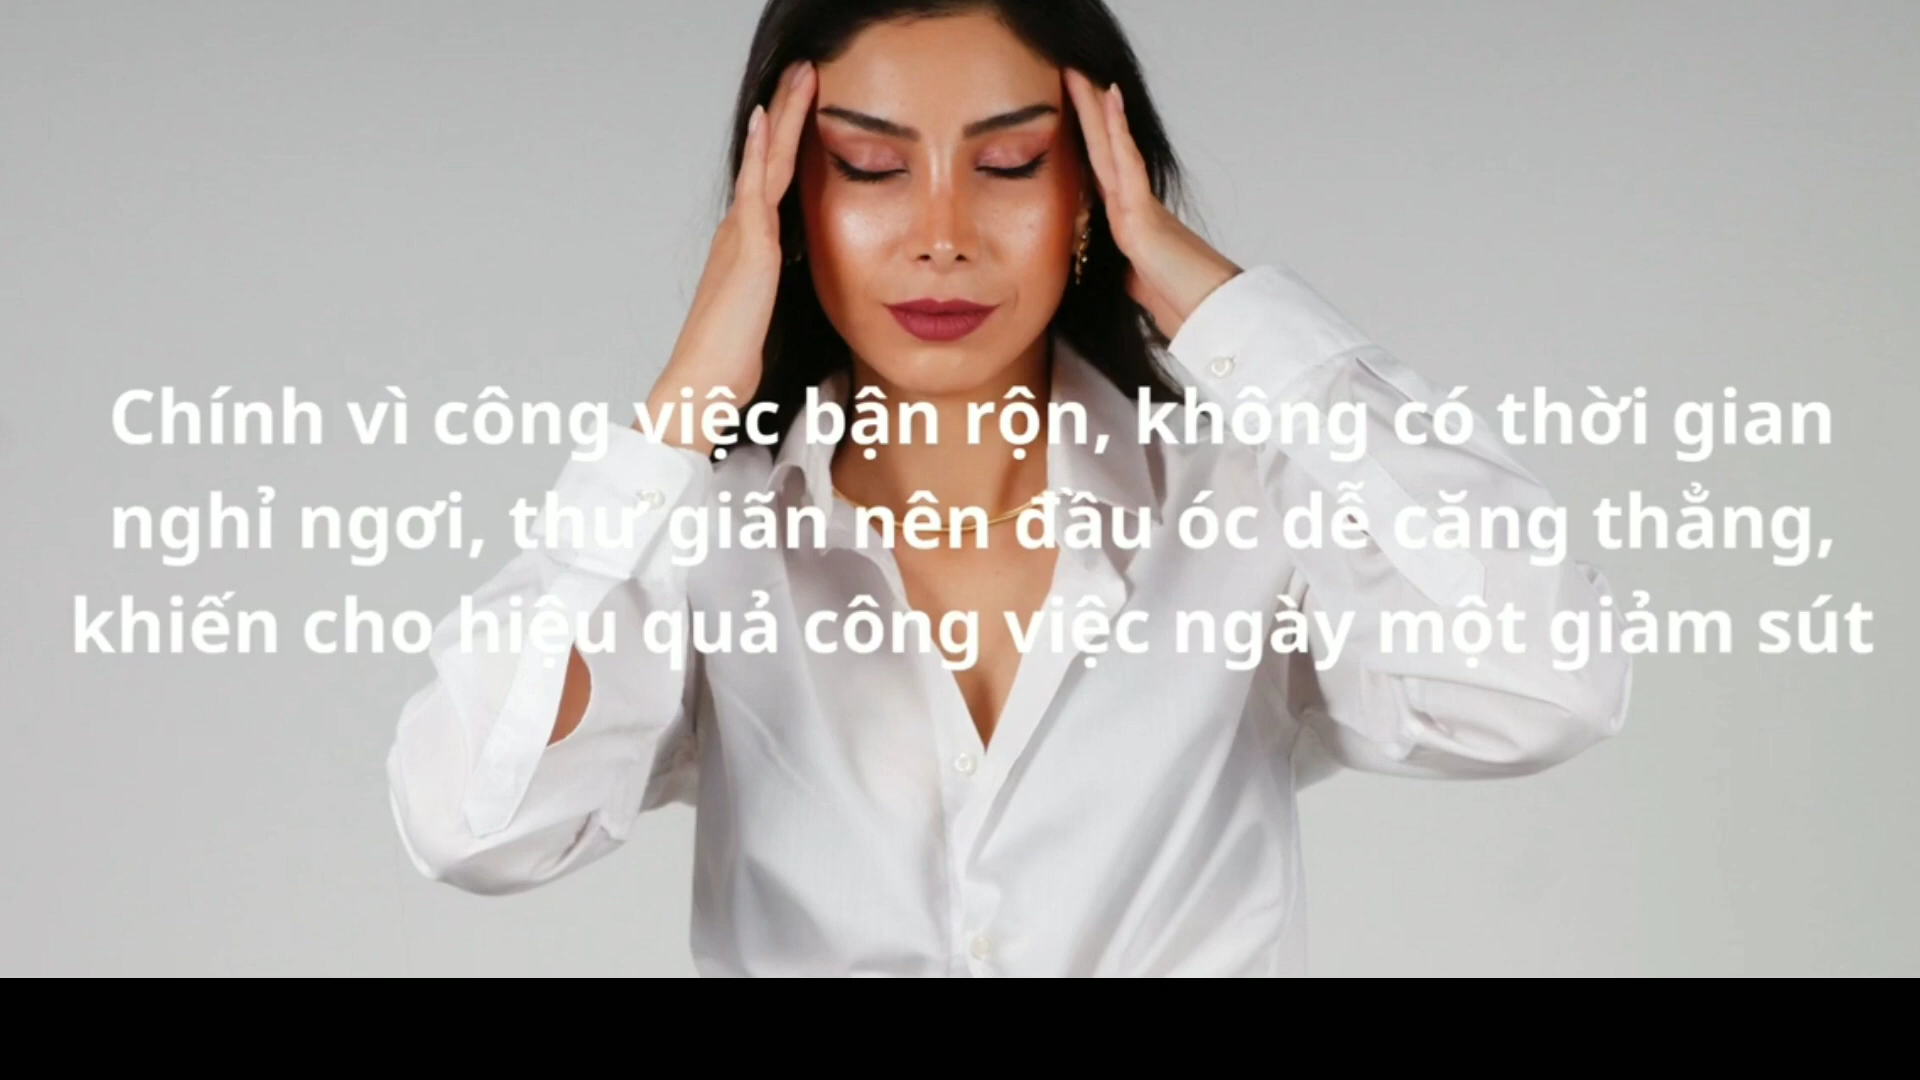 Chính vì công việc bận rộn, không có thời gian
nghỉ ngơi, thư giãn nên đầu óc dễ căng thẳng,
khiến cho hiệu quả công việc ngày một giảm sút